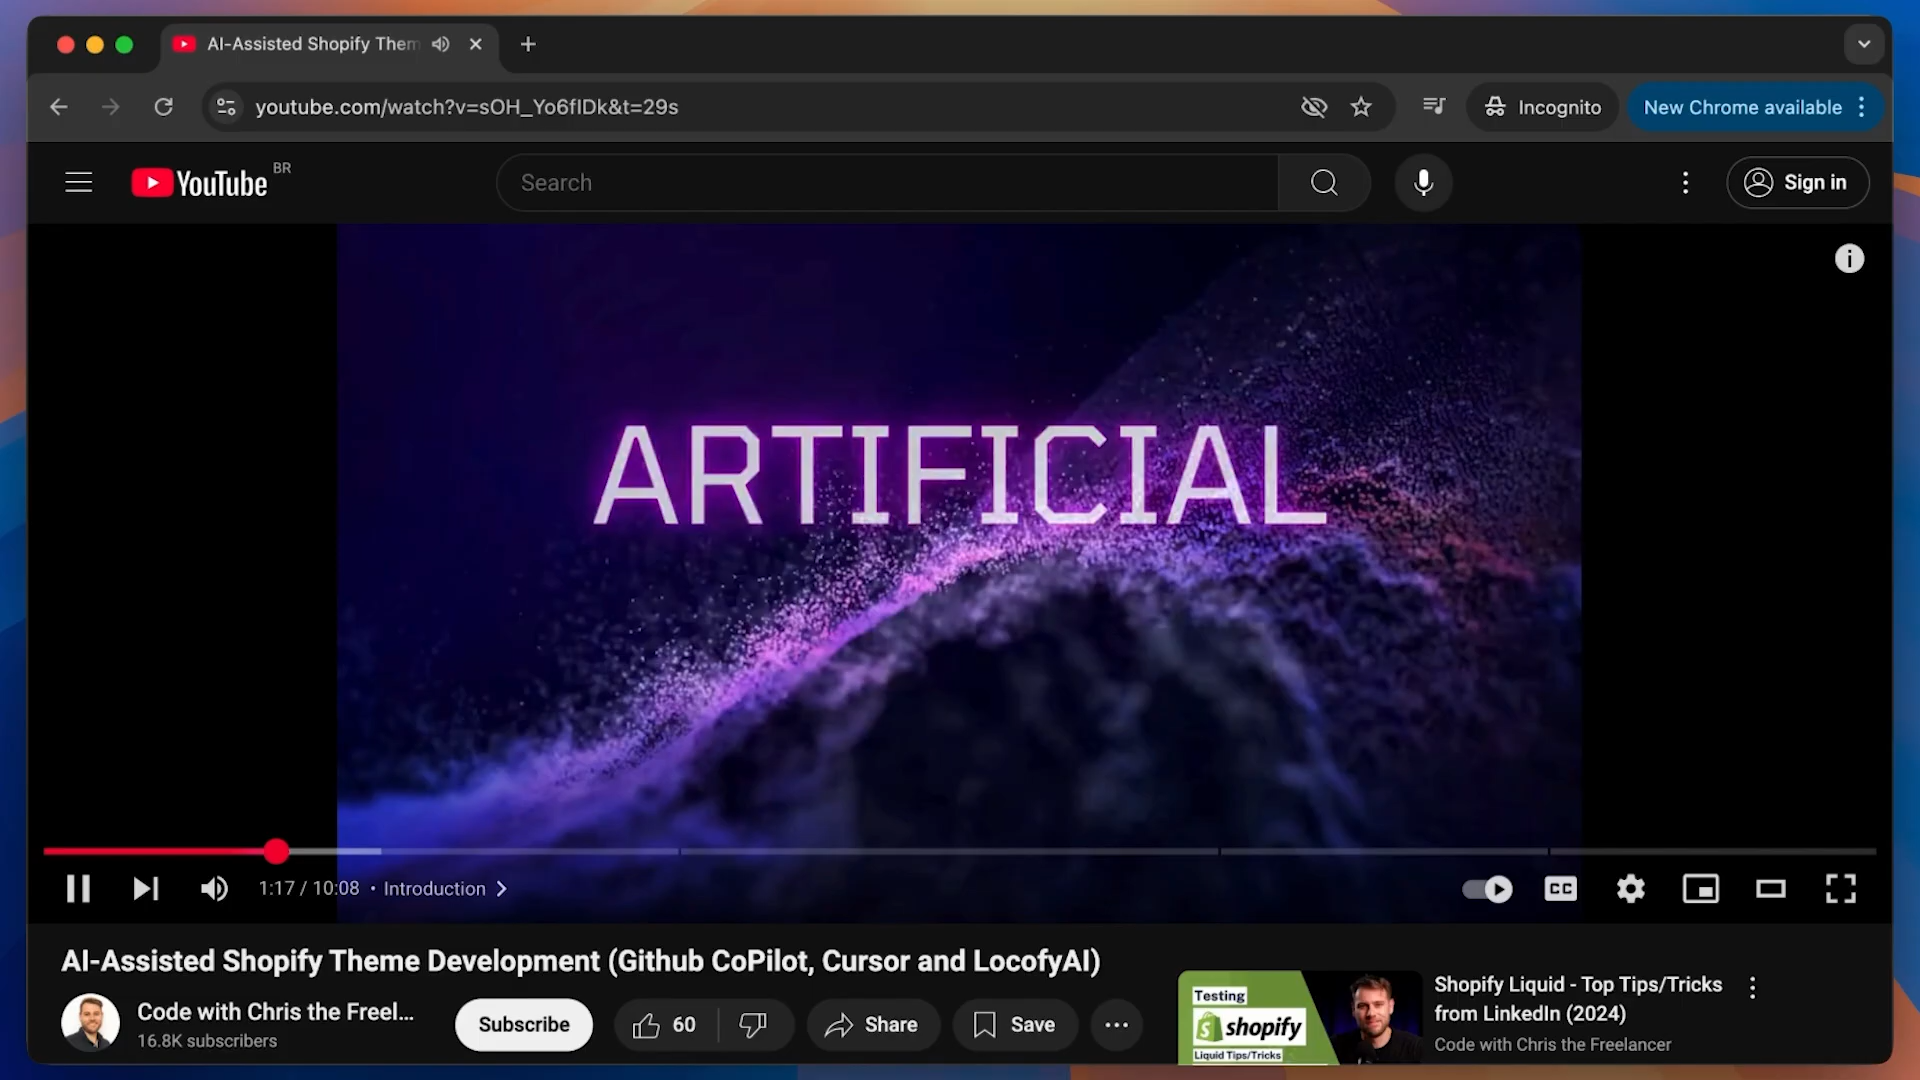 AI-Assisted Shopify Them
youtube.com/watch?v=sOH_Yo6fIDk&t=29s
Incognito
New Chrome available
YouTube BR
Search
Sign in
ARTIFICIAL
1:17 / 10:08 • Introduction
CC
AI-Assisted Shopify Theme Development (Github CoPilot, Cursor and LocofyAI)
Code with Chris the Freel...
16.8K subscribers
Subscribe
60
Share
Save
Testing
shopify
Liquid Tips/Tricks
Shopify Liquid - Top Tips/Tricks
from LinkedIn (2024)
Code with Chris the Freelancer